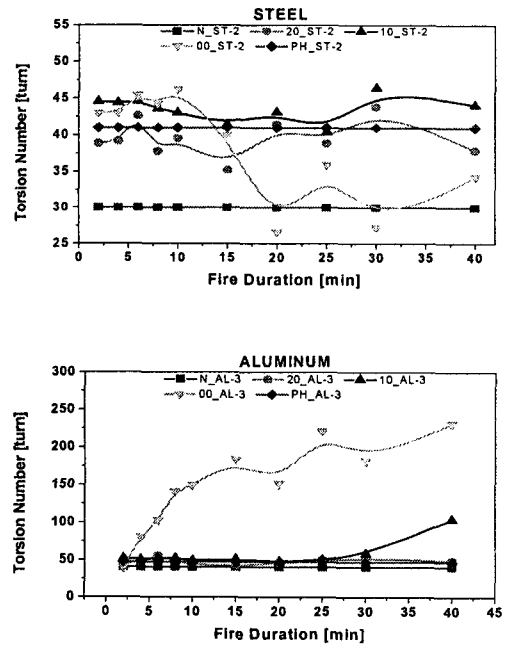 STEEL
N_ST-2 20_ST-2 10_ST-2
00_ST-2 PH_ST-2
Torsion Number [turn]
55
50
45
40
35
30
25
0 5 10 15 20 25 30 35 40
Fire Duration [min]
ALUMINUM
N_AL-3 20_AL-3 10_AL-3
00_AL-3 PH_AL-3
Torsion Number [turn]
300
250
200
150
100
50
0
0 5 10 15 20 25 30 35 40 45
Fire Duration [min]